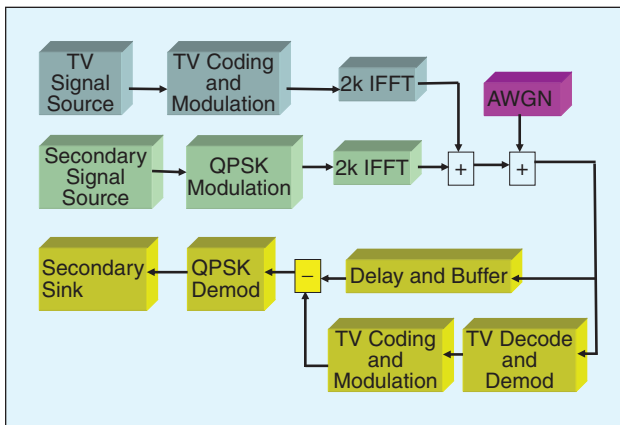 TV
Signal
Source
TV Coding
and
Modulation
2k IFFT
AWGN
Secondary
Signal
Source
QPSK
Modulation
2k IFFT
+
+
Secondary
Sink
QPSK
Demod
−
Delay and Buffer
TV Coding
and
Modulation
TV Decode
and
Demod